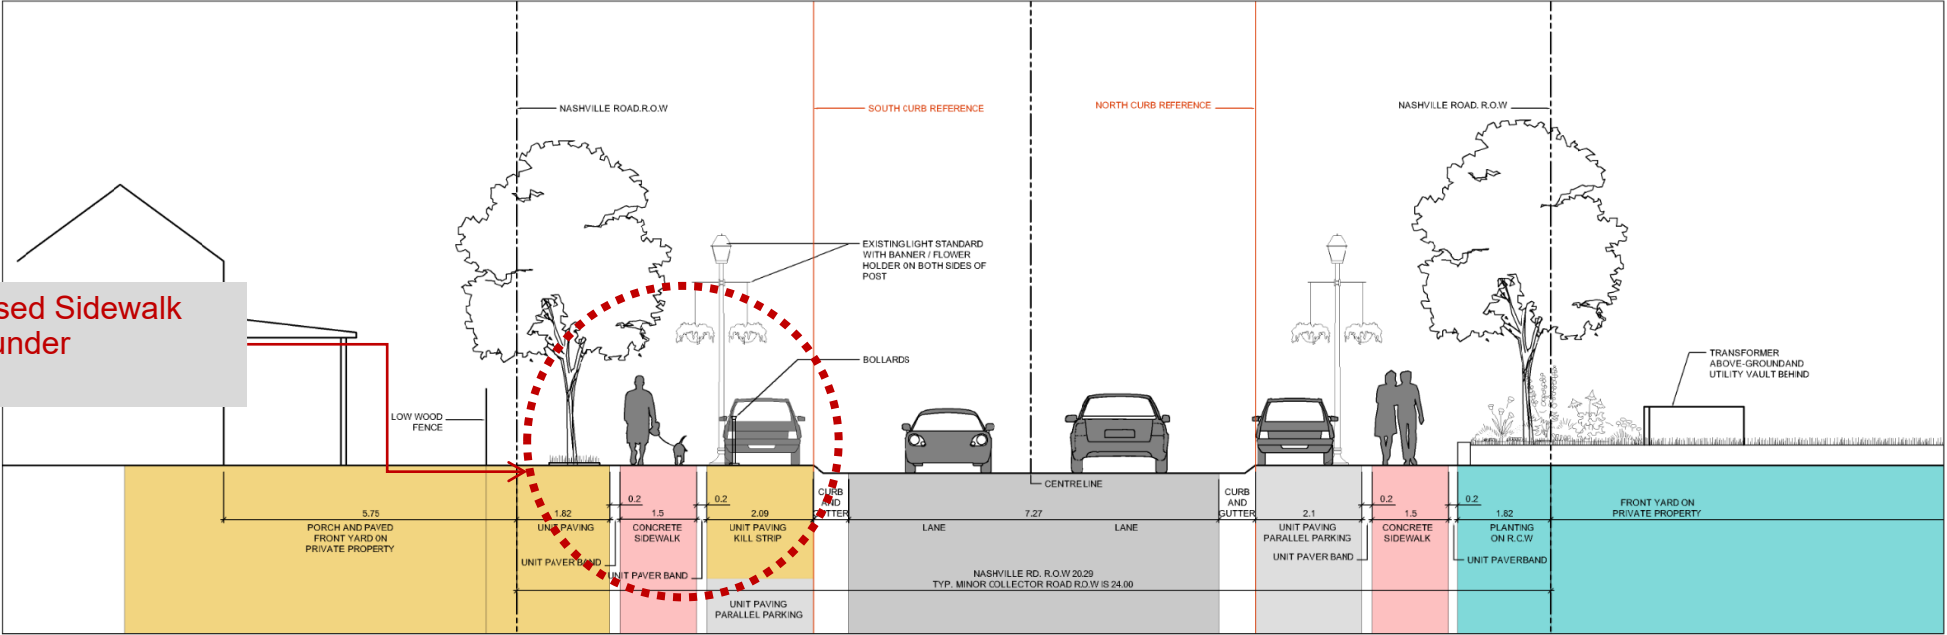 NASHVILLE ROAD.R.O.W
SOUTH CURB REFERENCE
NORTH CURB REFERENCE
NASHVILLE ROAD. R.O.W
EXISTING LIGHT STANDARD
WITH BANNER / FLOWER
HOLDER ON BOTH SIDES OF
POST
sed Sidewalk
under
BOLLARDS
TRANSFORMER
ABOVE-GROUND AND
UTILITY VAULT BEHIND
LOW WOOD
FENCE
CENTRELINE
5.75
PORCH AND PAVED
FRONT YARD ON
PRIVATE PROPERTY
1.82
UNIT PAVING
0.2
UNIT PAVER BAND
1.5
CONCRETE
SIDEWALK
0.2
UNIT PAVER BAND
2.09
UNIT PAVING
KILL STRIP
UNIT PAVING
PARALLEL PARKING
CURB
AND
GUTTER
7.27
LANE
LANE
NASHVILLE RD. R.O.W 20.29
TYP. MINOR COLLECTOR ROAD R.O.W IS 24.00
CURB
AND
GUTTER
2.1
UNIT PAVING
PARALLEL PARKING
0.2
UNIT PAVER BAND
1.5
CONCRETE
SIDEWALK
0.2
UNIT PAVERBAND
1.82
PLANTING
ON R.C.W
FRONT YARD ON
PRIVATE PROPERTY